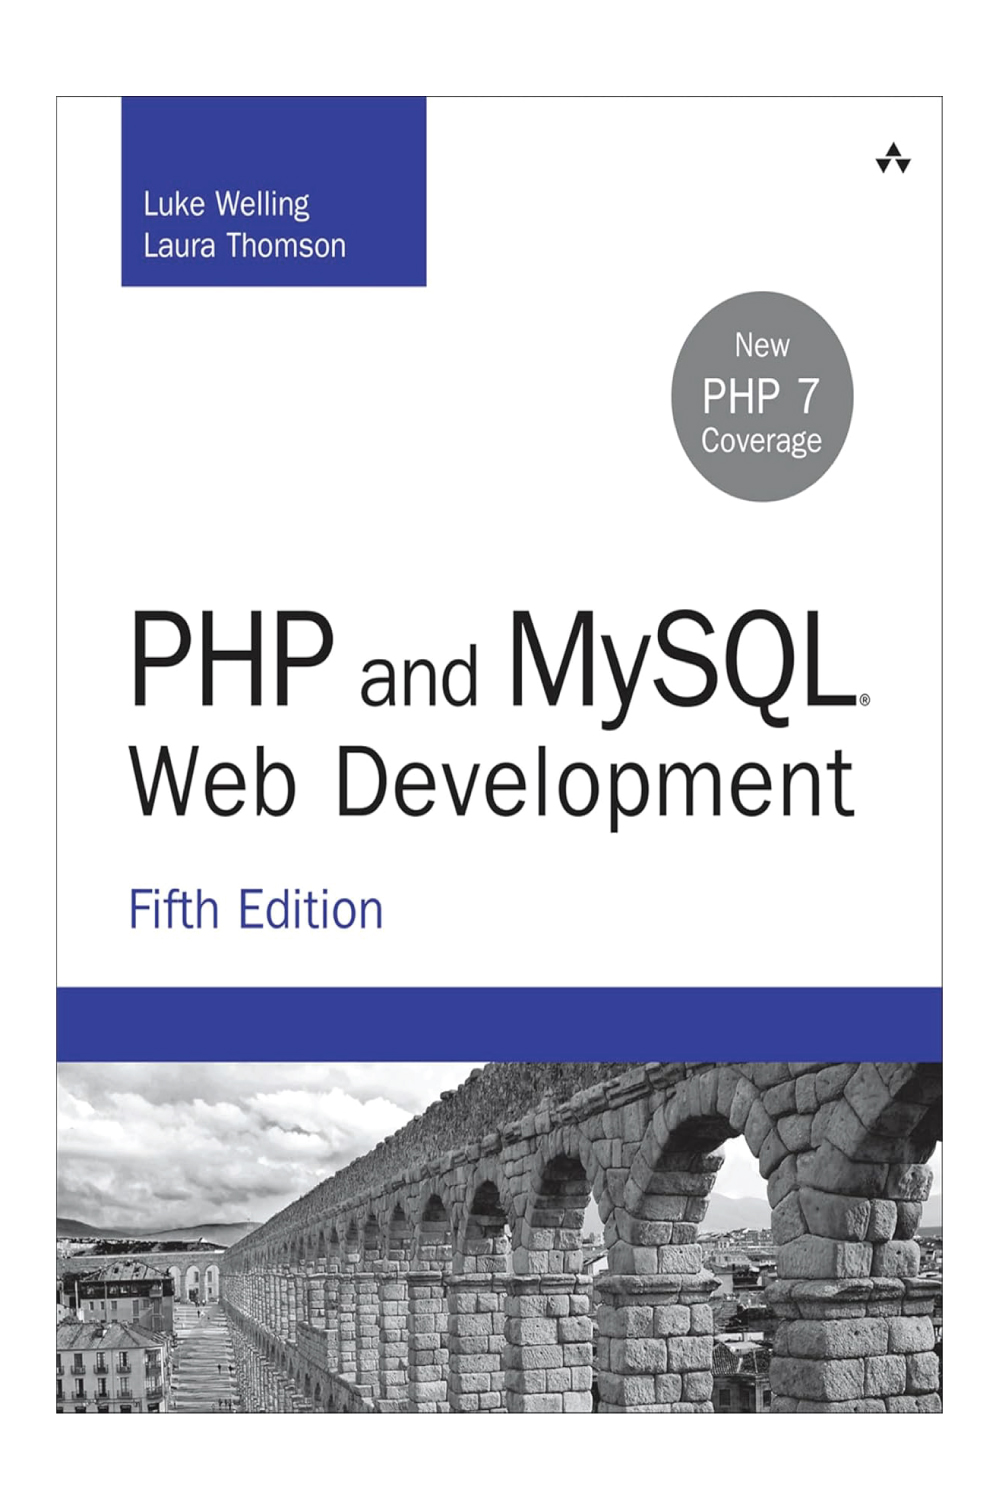 Luke Welling
Laura Thomson
New
PHP 7
Coverage
PHP and MySQL®
Web Development
Fifth Edition